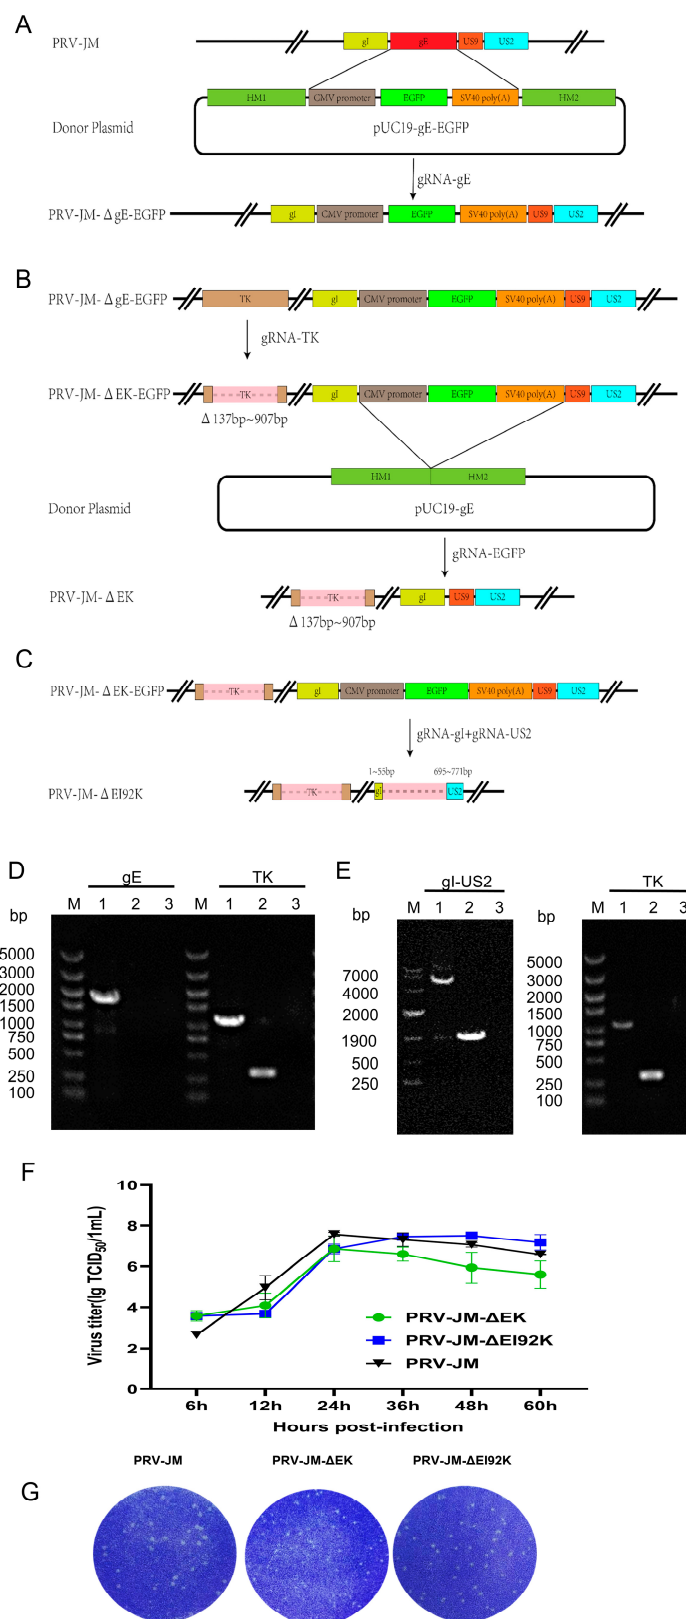 A
PRV-JM
gI gE US9 US2
HM1 CMV promoter EGFP SV40 poly(A) HM2
Donor Plasmid pUC19-gE-EGFP
gRNA-gE
PRV-JM-ΔgE-EGFP gI CMV promoter EGFP SV40 poly(A) US9 US2
B
PRV-JM-ΔgE-EGFP TK gI CMV promoter EGFP SV40 poly(A) US9 US2
gRNA-TK
PRV-JM-ΔEK-EGFP TK gI CMV promoter EGFP SV40 poly(A) US9 US2
Δ137bp~907bp
HM1 HM2
Donor Plasmid pUC19-gE
gRNA-EGFP
PRV-JM-ΔEK TK gI US9 US2
Δ137bp~907bp
C
PRV-JM-ΔEK-EGFP TK gI CMV promoter EGFP SV40 poly(A) US9 US2
gRNA-gI+gRNA-US2
1~55bp 695~771bp
PRV-JM-ΔEI92K TK gI US2
D
gE TK
bp M 1 2 3 M 1 2 3
5000
3000
2000
1500
1000
750
500
250
100
E
gI-US2 TK
bp M 1 2 3 bp M 1 2 3
7000
4000
2000
1900
500
250
5000
3000
2000
1500
1000
750
500
250
100
F
Virus titer(lg TCID50/1mL)
10
8
6
4
2
0
PRV-JM-ΔEK
PRV-JM-ΔEI92K
PRV-JM
6h 12h 24h 36h 48h 60h
Hours post-infection
PRV-JM PRV-JM-ΔEK PRV-JM-ΔEI92K
G